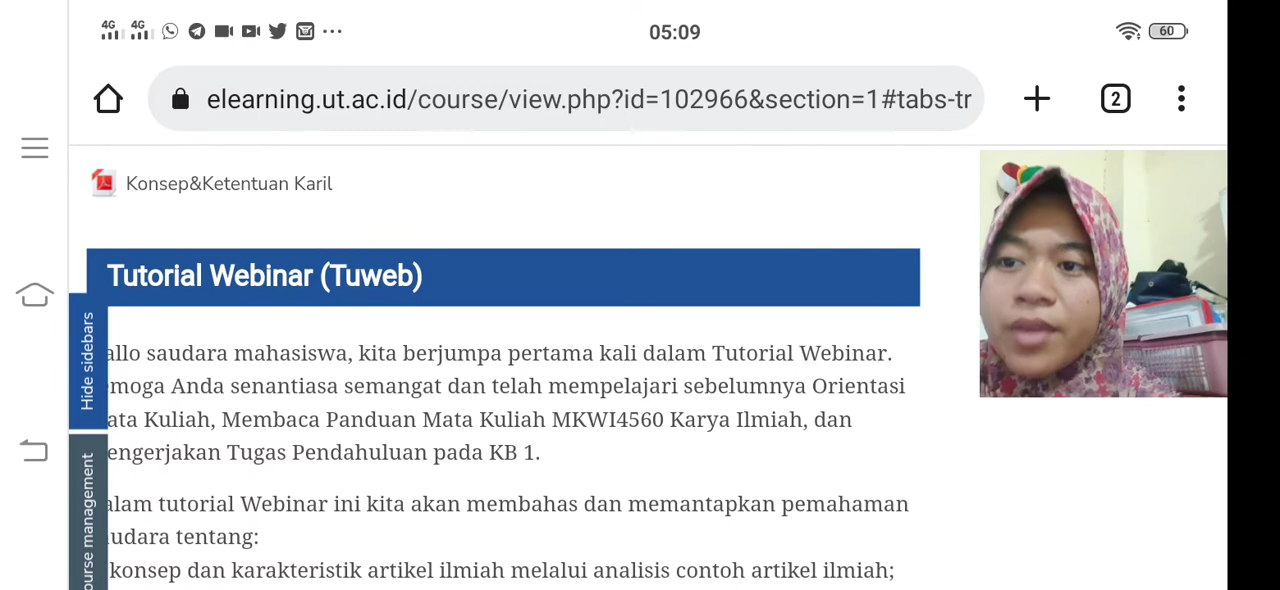 4G 4G 05:09 60
elearning.ut.ac.id/course/view.php?id=102966&section=1#tabs-tr
2
Konsep&Ketentuan Karil
Tutorial Webinar (Tuweb)
Hide sidebars
allo saudara mahasiswa, kita berjumpa pertama kali dalam Tutorial Webinar.
emoga Anda senantiasa semangat dan telah mempelajari sebelumnya Orientasi
ata Kuliah, Membaca Panduan Mata Kuliah MKWI4560 Karya Ilmiah, dan
engerjakan Tugas Pendahuluan pada KB 1.
ourse management
alam tutorial Webinar ini kita akan membahas dan memantapkan pemahaman
udara tentang:
konsep dan karakteristik artikel ilmiah melalui analisis contoh artikel ilmiah;